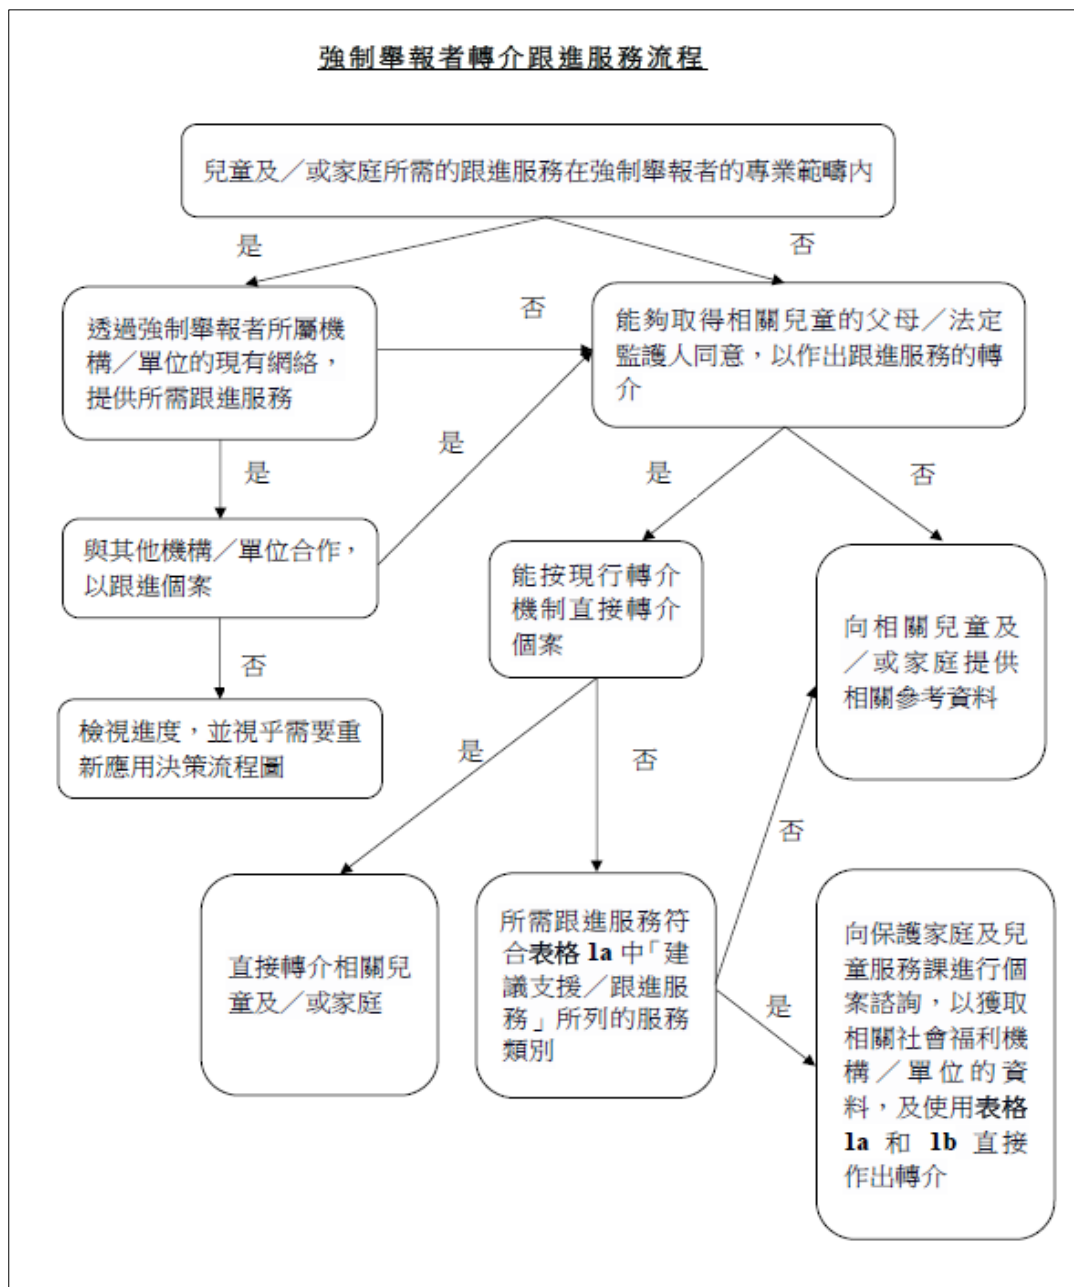 強制舉報者轉介跟進服務流程
兒童及／或家庭所需的跟進服務在強制舉報者的專業範疇內
是
否
透過強制舉報者所屬機
構／單位的現有網絡，
提供所需跟進服務
否
能夠取得相關兒童的父母／法定
監護人同意，以作出跟進服務的轉
介
是
是
是
否
與其他機構／單位合作，
以跟進個案
能按現行轉介
機制直接轉介
個案
向相關兒童及
／或家庭提供
相關參考資料
否
檢視進度，並視乎需要重
新應用決策流程圖
是
否
否
直接轉介相關兒
童及／或家庭
所需跟進服務符
合表格 1a 中「建
議支援／跟進服
務」所列的服務
類別
是
向保護家庭及兒
童服務課進行個
案諮詢，以獲取
相關社會福利機
構／單位的資
料，及使用表格
1a 和 1b 直接
作出轉介